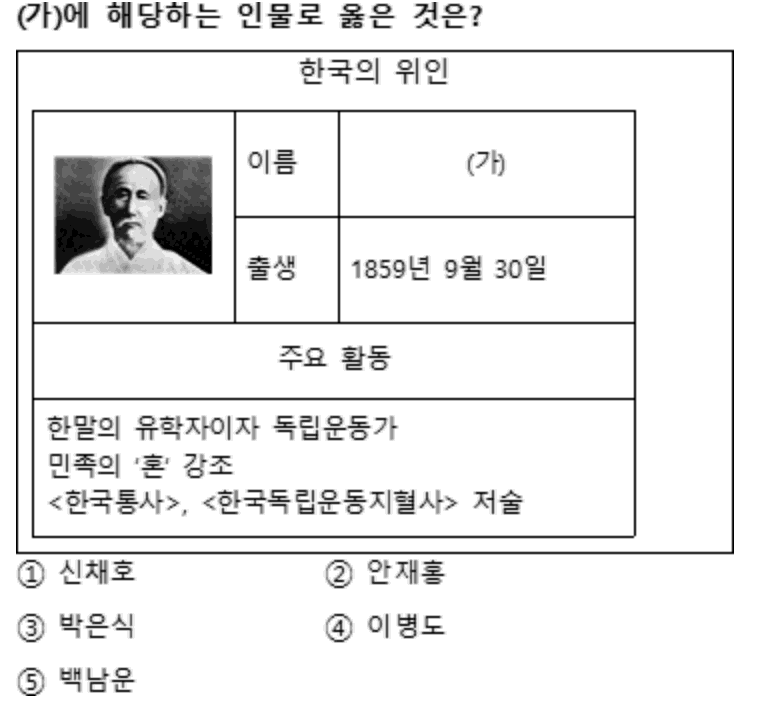 (가)에 해당하는 인물로 옳은 것은?
한국의 위인
이름 (가)
출생 1859년 9월 30일
주요 활동
한말의 유학자이자 독립운동가
민족의 '혼' 강조
<한국통사>, <한국독립운동지혈사> 저술
① 신채호 ② 안재홍
③ 박은식 ④ 이병도
⑤ 백남운